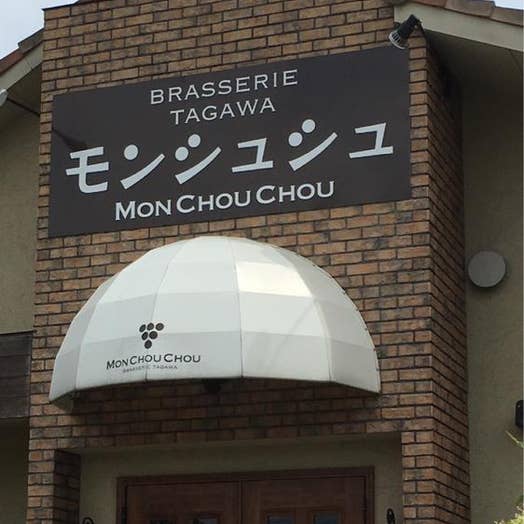 BRASSERIE
TAGAWA
モンシュシュ
MON CHOU CHOU
MON CHOU CHOU
BRASSERIE TAGAWA